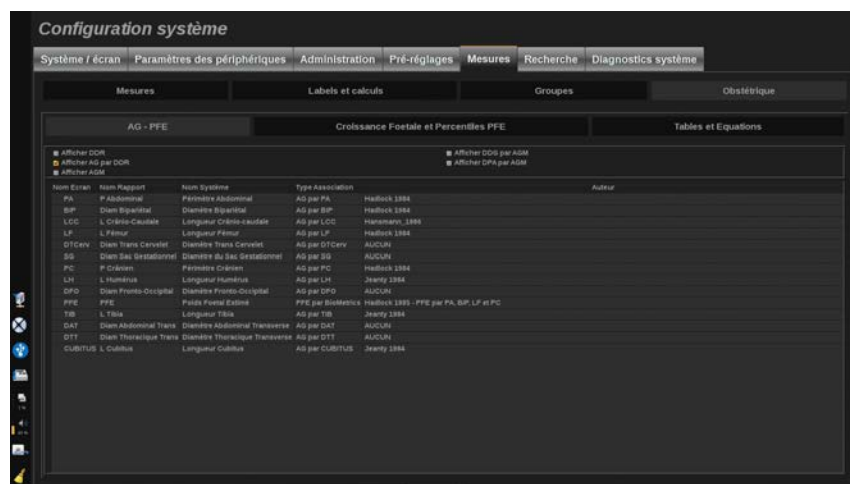 Configuration système
Système / écran Paramètres des périphériques Administration Pré-réglages Mesures Recherche Diagnostics système
Mesures Labels et calculs Groupes Obstétrique
AG - PFE Croissance Foetale et Percentiles PFE Tables et Equations
Afficher DDR Afficher DDG par AGM
Afficher AG par DDR Afficher DPA par AGM
Afficher AGM
Nom Ecran Nom Rapport Nom Système Type Association Auteur
PA P Abdominal Périmètre Abdominal AG par PA Hadlock 1984
BIP Diam Bipariétal Diamètre Bipariétal AG par BIP Hadlock 1984
LCC L Crânio-Caudale Longueur Crânio-caudale AG par LCC Hansmann_1986
LF L Fémur Longueur Fémur AG par LF Hadlock 1984
DTCerv Diam Trans Cervelet Diamètre Trans Cervelet AG par DTCerv AUCUN
SG Diam Sac Gestationnel Diamètre du Sac Gestationnel AG par SG AUCUN
PC P Crânien Périmètre Crânien AG par PC Hadlock 1984
LH L Humérus Longueur Humérus AG par LH Jeanty 1984
DFO Diam Fronto-Occipital Diamètre Fronto-Occipital AG par DFO AUCUN
PFE PFE Poids Foetal Estimé PFE par BioMetrics Hadlock 1985 - PFE par PA, BIP, LF et PC
TIB L Tibia Longueur Tibia AG par TIB Jeanty 1984
DAT Diam Abdominal Trans Diamètre Abdominal Transverse AG par DAT AUCUN
DTT Diam Thoracique Trans Diamètre Thoracique Transverse AG par DTT AUCUN
CUBITUS L Cubitus Longueur Cubitus AG par CUBITUS Jeanty 1984